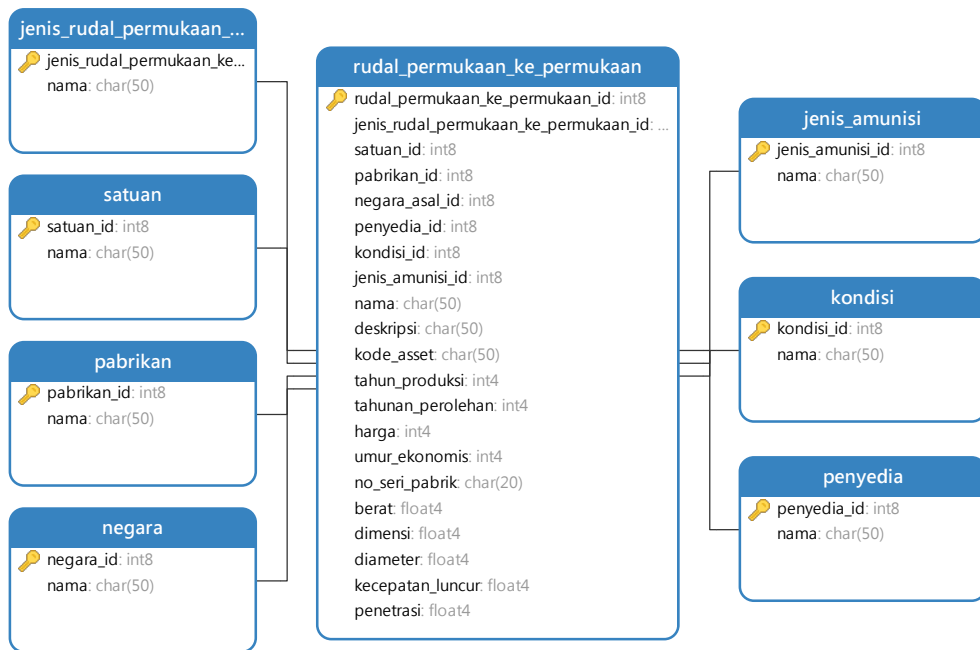 jenis_rudal_permukaan_...
jenis_rudal_permukaan_ke...
nama: char(50)
satuan
satuan_id: int8
nama: char(50)
pabrikan
pabrikan_id: int8
nama: char(50)
negara
negara_id: int8
nama: char(50)
rudal_permukaan_ke_permukaan
rudal_permukaan_ke_permukaan_id: int8
jenis_rudal_permukaan_ke_permukaan_id: ...
satuan_id: int8
pabrikan_id: int8
negara_asal_id: int8
penyedia_id: int8
kondisi_id: int8
jenis_amunisi_id: int8
nama: char(50)
deskripsi: char(50)
kode_asset: char(50)
tahun_produksi: int4
tahunan_perolehan: int4
harga: int4
umur_ekonomis: int4
no_seri_pabrik: char(20)
berat: float4
dimensi: float4
diameter: float4
kecepatan_luncur: float4
penetrasi: float4
jenis_amunisi
jenis_amunisi_id: int8
nama: char(50)
kondisi
kondisi_id: int8
nama: char(50)
penyedia
penyedia_id: int8
nama: char(50)